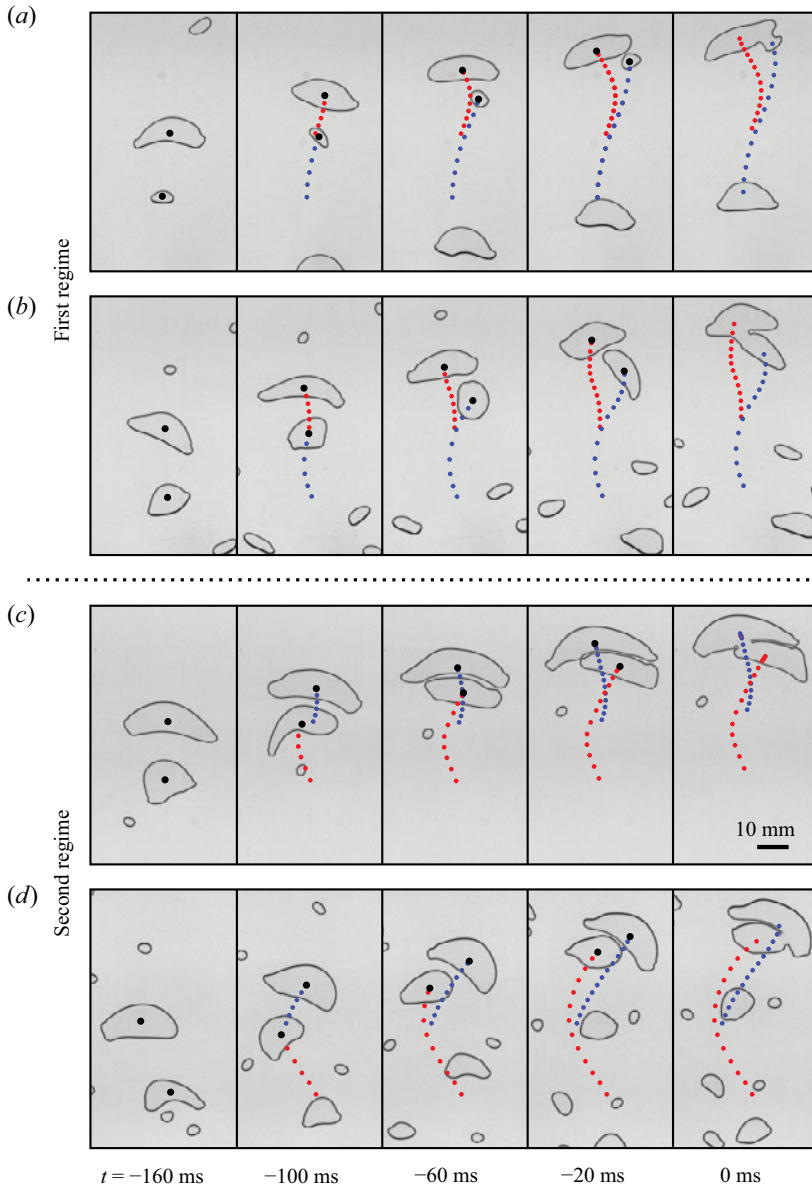 (a)
First regime
(b)
(c)
10 mm
Second regime
(d)
t = −160 ms
−100 ms
−60 ms
−20 ms
0 ms